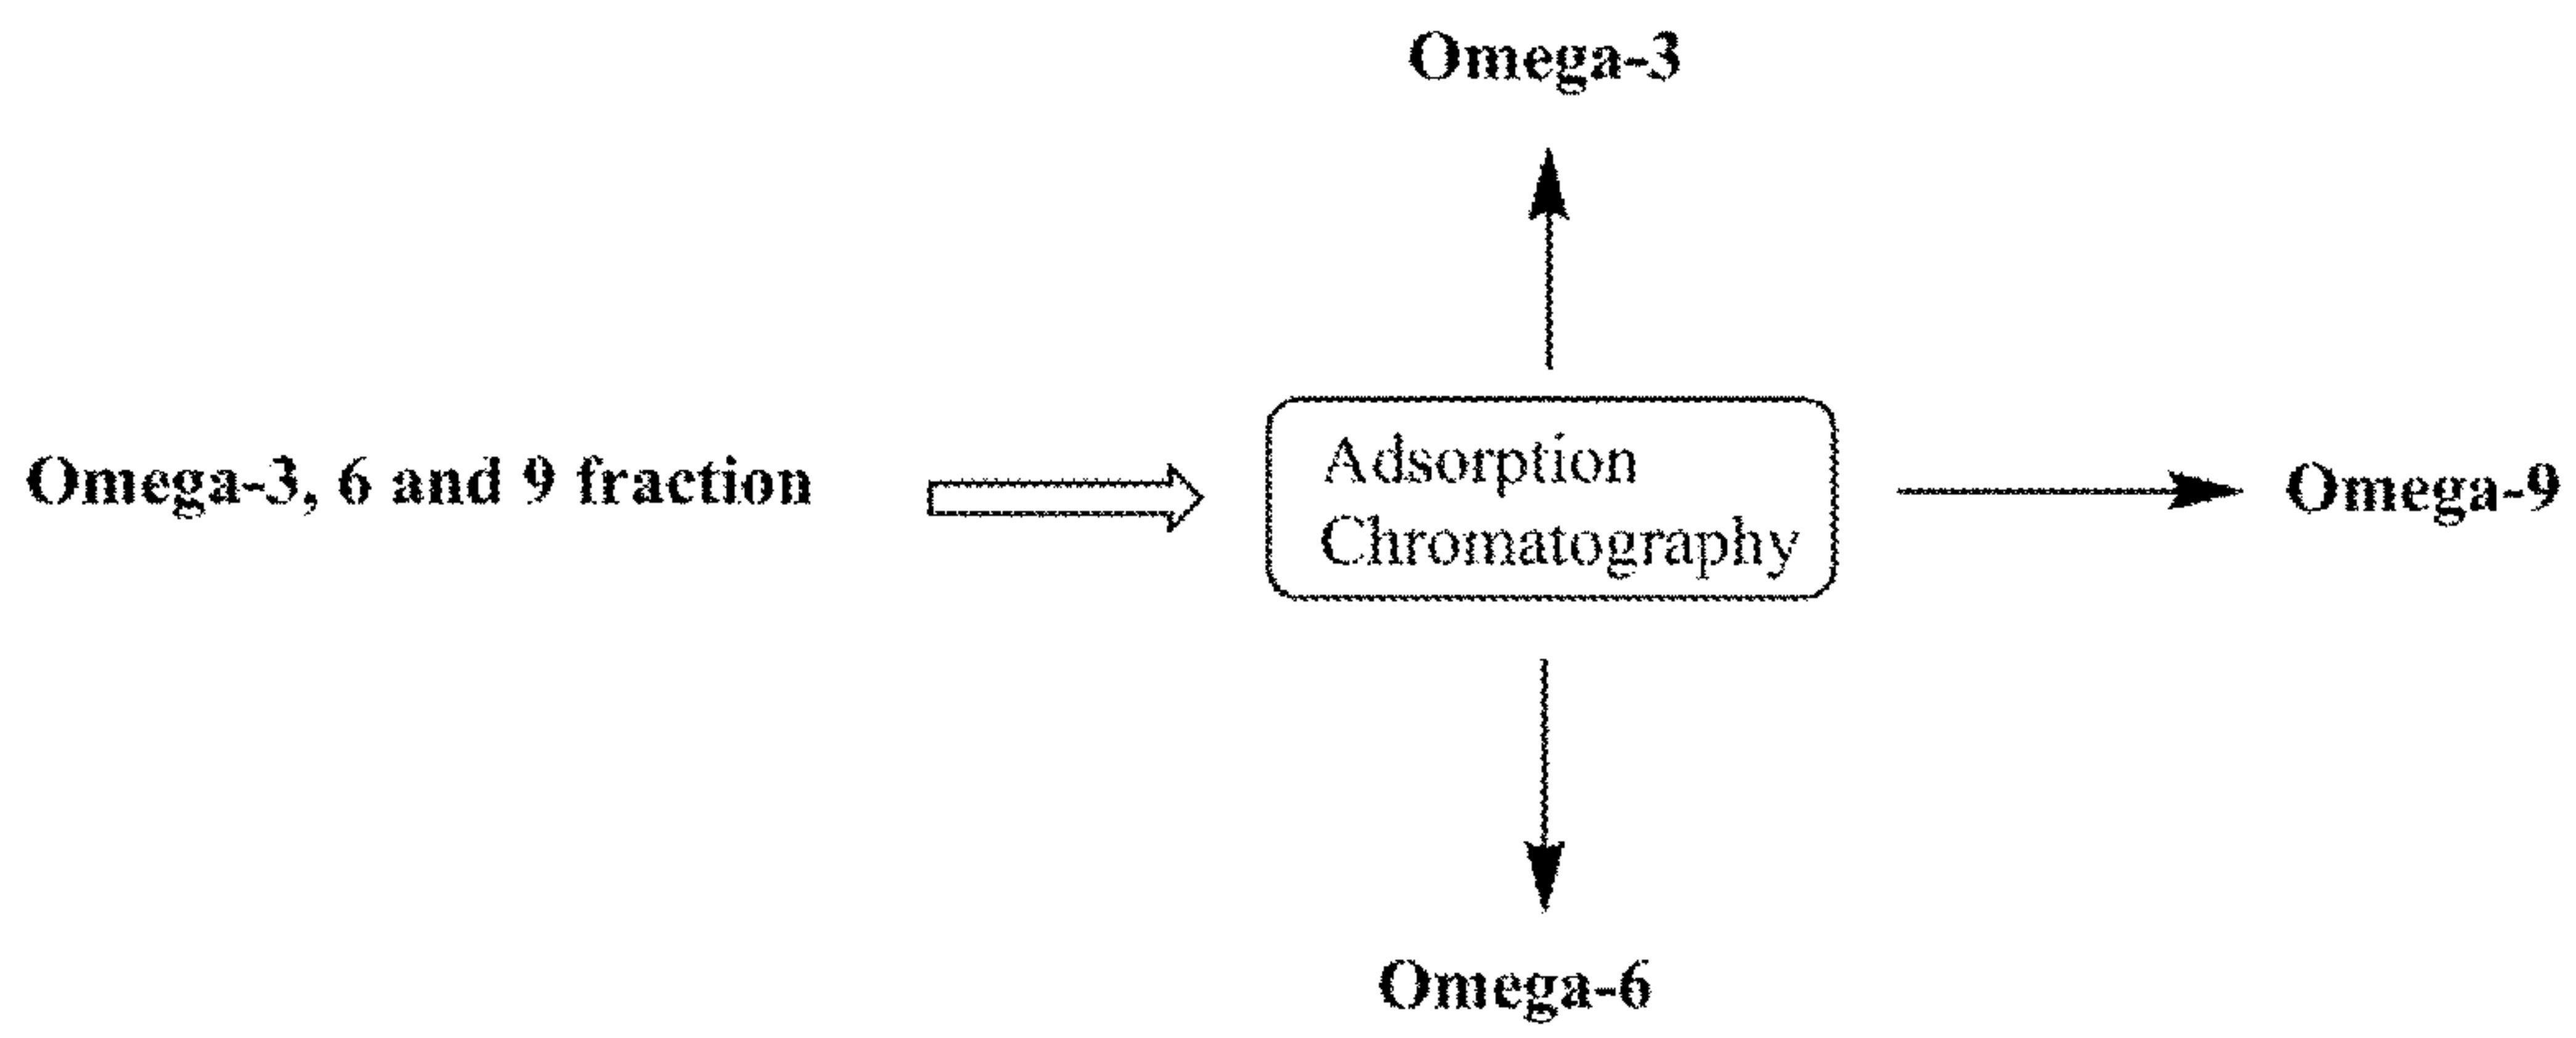 Omega-3
Omega-3, 6 and 9 fraction
Adsorption
Chromatography
Omega-9
Omega-6